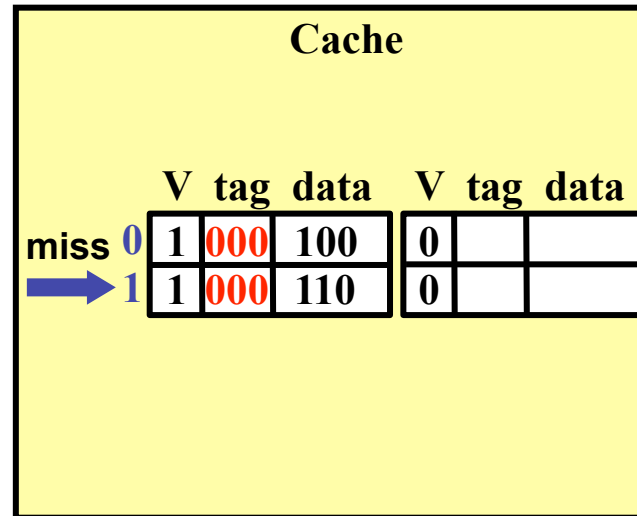 Cache
V tag data V tag data
miss 0 1 000 100 0
1 1 000 110 0